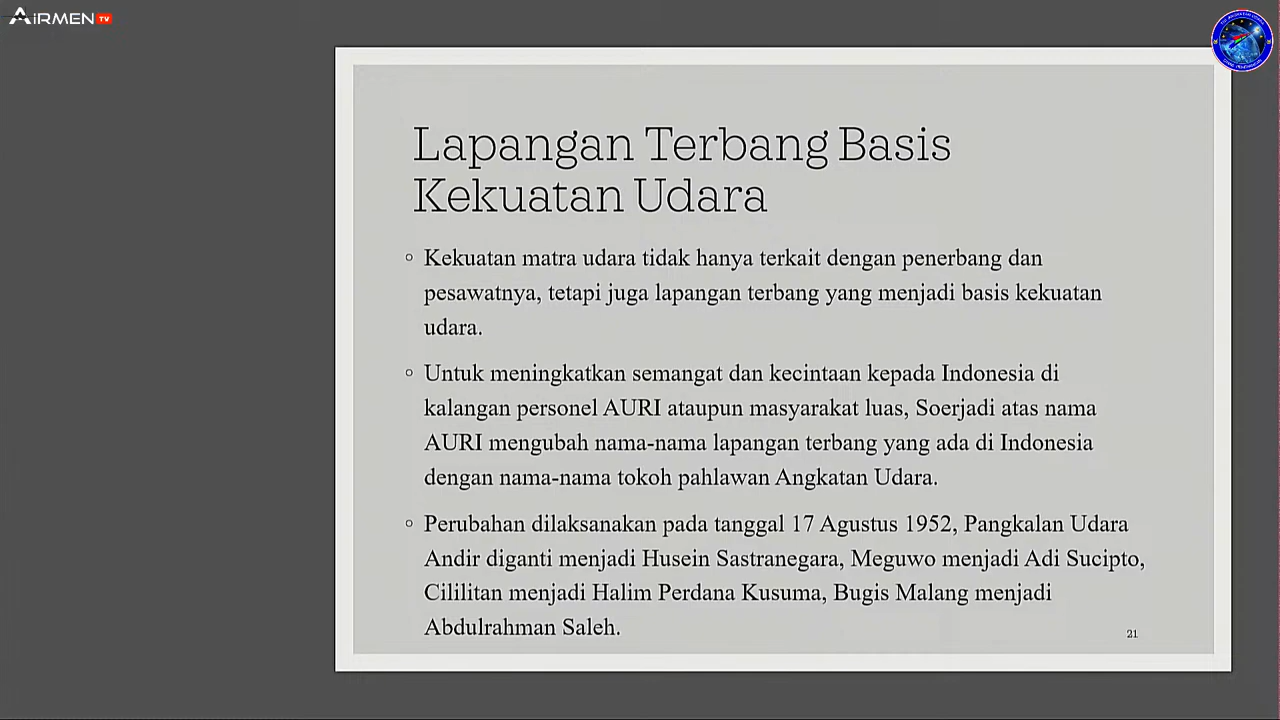 AiRMEN TV
Lapangan Terbang Basis
Kekuatan Udara
Kekuatan matra udara tidak hanya terkait dengan penerbang dan
pesawatnya, tetapi juga lapangan terbang yang menjadi basis kekuatan
udara.
Untuk meningkatkan semangat dan kecintaan kepada Indonesia di
kalangan personel AURI ataupun masyarakat luas, Soerjadi atas nama
AURI mengubah nama-nama lapangan terbang yang ada di Indonesia
dengan nama-nama tokoh pahlawan Angkatan Udara.
Perubahan dilaksanakan pada tanggal 17 Agustus 1952, Pangkalan Udara
Andir diganti menjadi Husein Sastranegara, Meguwo menjadi Adi Sucipto,
Cililitan menjadi Halim Perdana Kusuma, Bugis Malang menjadi
Abdulrahman Saleh.
21